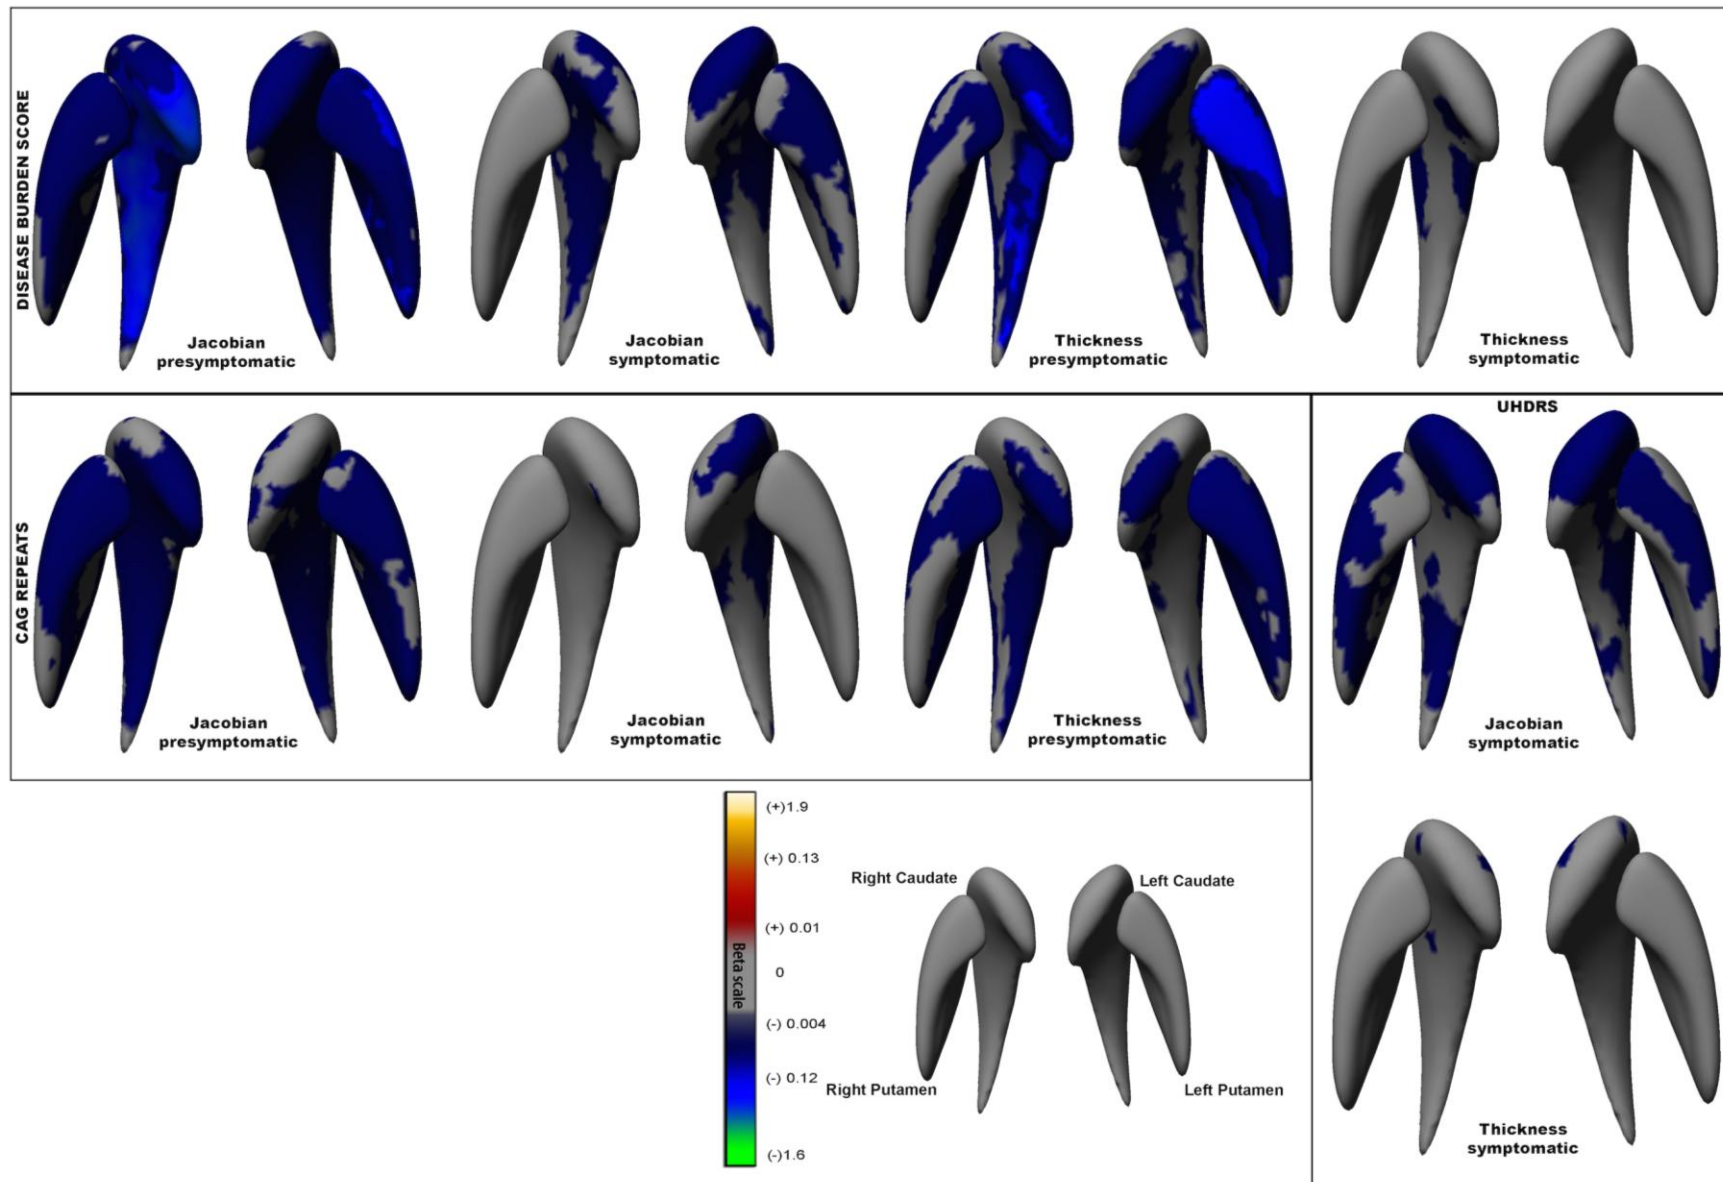 DISEASE BURDEN SCORE
Jacobian
presymptomatic
Jacobian
symptomatic
Thickness
presymptomatic
Thickness
symptomatic
CAG REPEATS
Jacobian
presymptomatic
Jacobian
symptomatic
Thickness
presymptomatic
UHDRS
Jacobian
symptomatic
Thickness
symptomatic
Beta scale
(+)1.9
(+) 0.13
(+) 0.01
0
(-) 0.004
(-) 0.12
(-)1.6
Right Caudate
Left Caudate
Right Putamen
Left Putamen